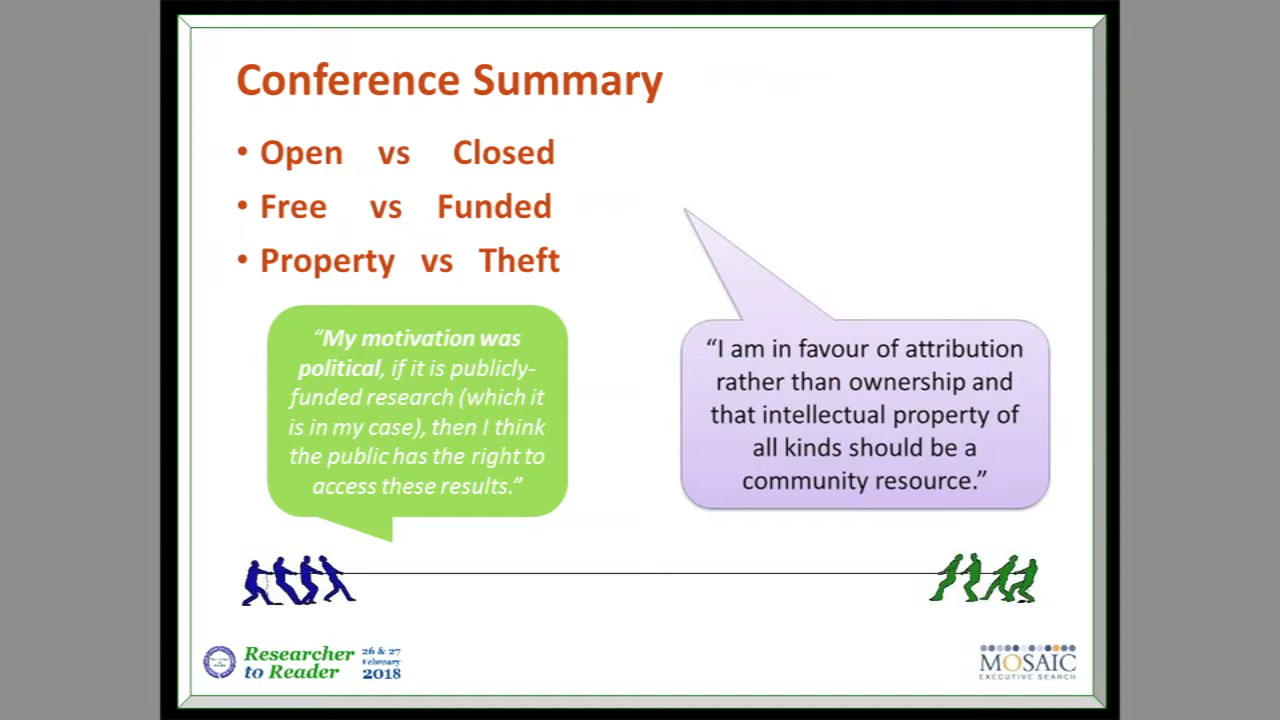 Conference Summary
• Open vs Closed
• Free vs Funded
• Property vs Theft
“My motivation was
political, if it is publicly-
funded research (which it
is in my case), then I think
the public has the right to
access these results.”
“I am in favour of attribution
rather than ownership and
that intellectual property of
all kinds should be a
community resource.”
Researcher
to Reader
26 & 27
February
2018
MOSAIC
EXECUTIVE SEARCH